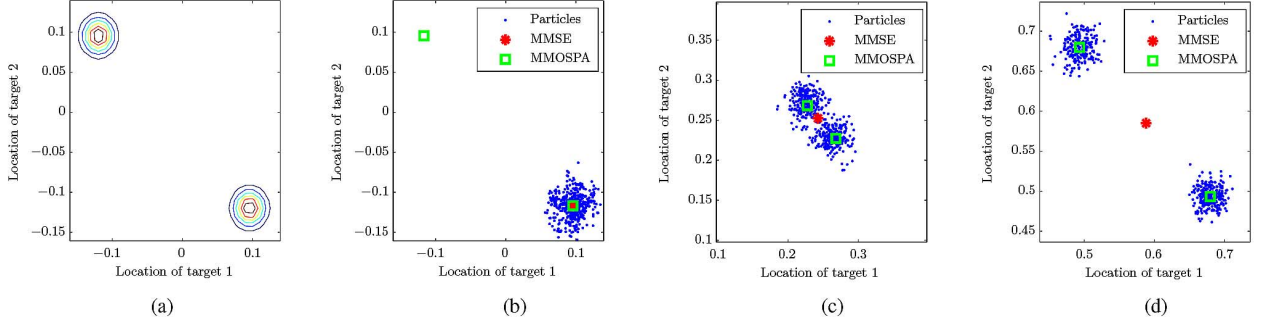 0.1
0.05
0
−0.05
−0.1
−0.15
−0.1
0
0.1
Location of target 2
Location of target 1
(a)
0.1
0.05
0
−0.05
−0.1
−0.15
−0.1
0
0.1
Location of target 2
Location of target 1
Particles
MMSE
MMOSPA
(b)
0.4
0.35
0.3
0.25
0.2
0.15
0.1
0.1
0.2
0.3
Location of target 2
Location of target 1
Particles
MMSE
MMOSPA
(c)
0.7
0.65
0.6
0.55
0.5
0.45
0.5
0.6
0.7
Location of target 2
Location of target 1
Particles
MMSE
MMOSPA
(d)